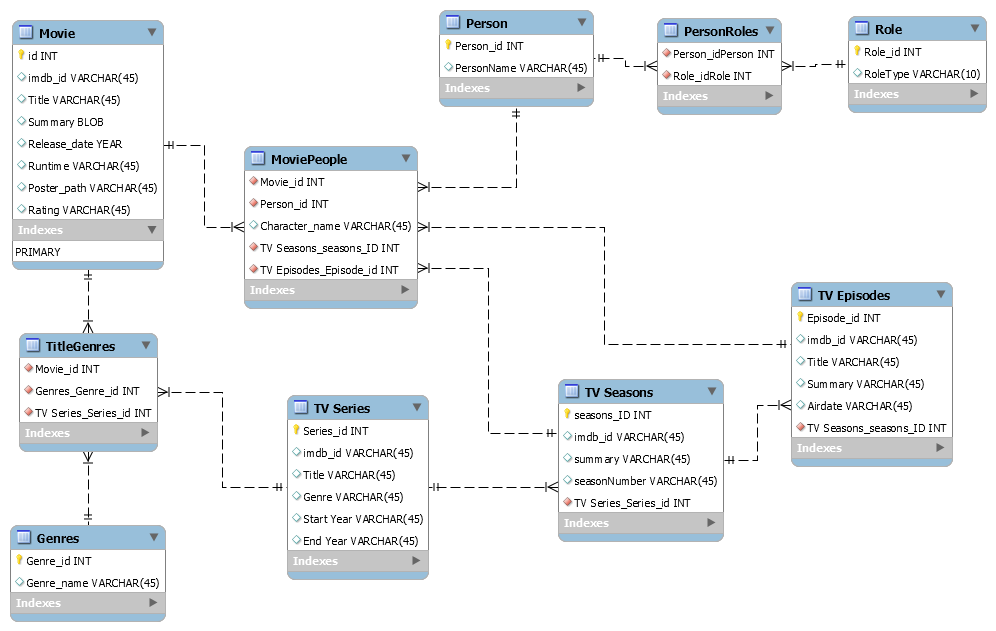 Movie
id INT
imdb_id VARCHAR(45)
Title VARCHAR(45)
Summary BLOB
Release_date YEAR
Runtime VARCHAR(45)
Poster_path VARCHAR(45)
Rating VARCHAR(45)
Indexes
PRIMARY
Person
Person_id INT
PersonName VARCHAR(45)
Indexes
PersonRoles
Person_idPerson INT
Role_idRole INT
Indexes
Role
Role_id INT
RoleType VARCHAR(10)
Indexes
MoviePeople
Movie_id INT
Person_id INT
Character_name VARCHAR(45)
TV Seasons_seasons_ID INT
TV Episodes_Episode_id INT
Indexes
TV Episodes
Episode_id INT
imdb_id VARCHAR(45)
Title VARCHAR(45)
Summary VARCHAR(45)
Airdate VARCHAR(45)
TV Seasons_seasons_ID INT
Indexes
TitleGenres
Movie_id INT
Genres_Genre_id INT
TV Series_Series_id INT
Indexes
TV Series
Series_id INT
imdb_id VARCHAR(45)
Title VARCHAR(45)
Genre VARCHAR(45)
Start Year VARCHAR(45)
End Year VARCHAR(45)
Indexes
TV Seasons
seasons_ID INT
imdb_id VARCHAR(45)
summary VARCHAR(45)
seasonNumber VARCHAR(45)
TV Series_Series_id INT
Indexes
Genres
Genre_id INT
Genre_name VARCHAR(45)
Indexes